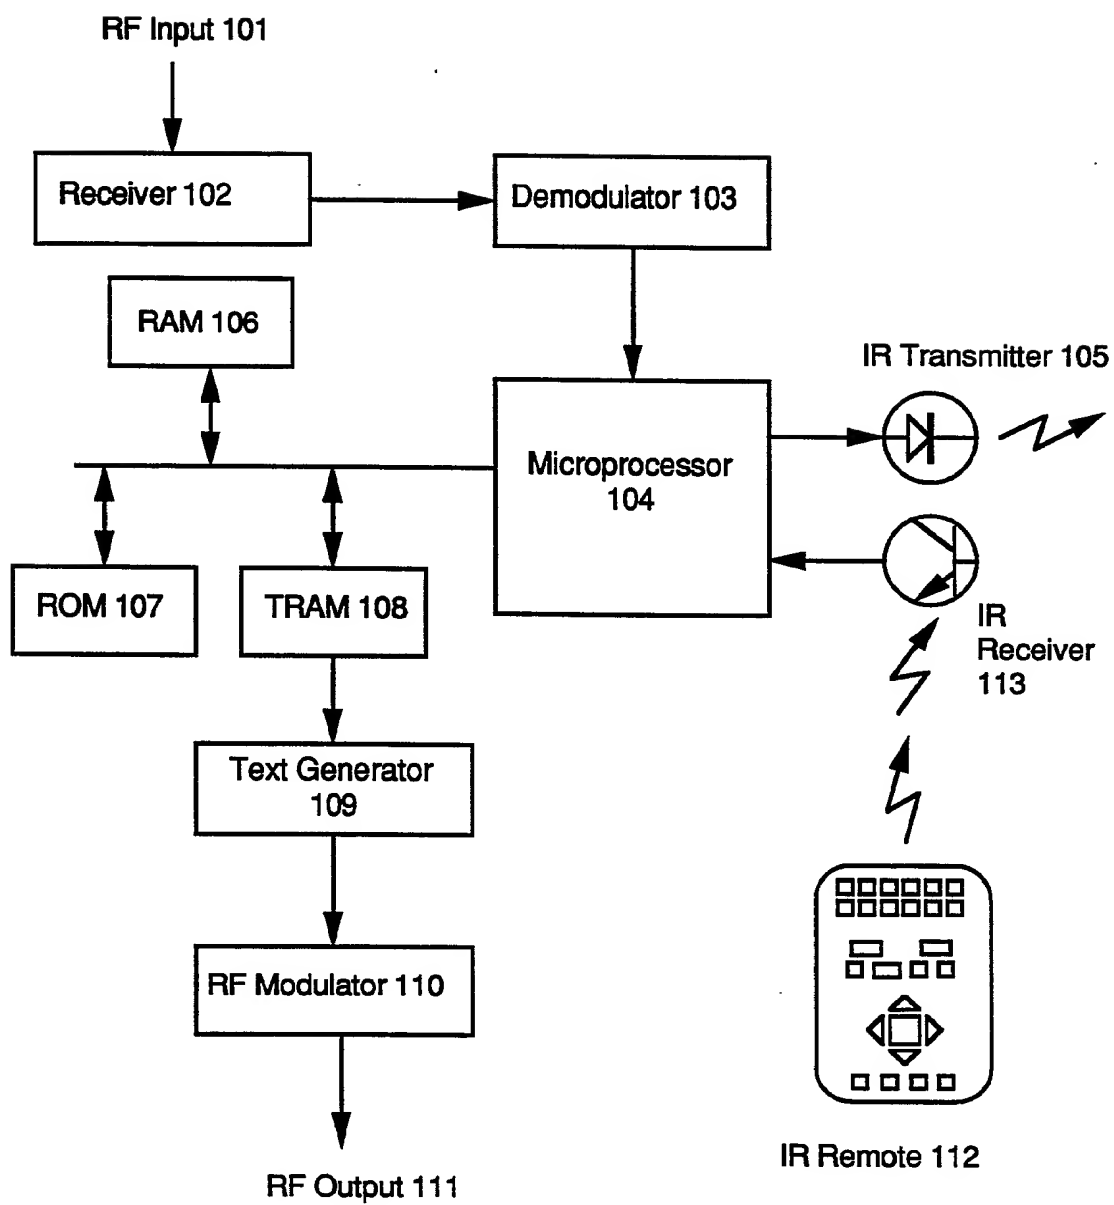 RF Input 101
Receiver 102
Demodulator 103
RAM 106
IR Transmitter 105
Microprocessor
104
ROM 107
TRAM 108
IR
Receiver
113
Text Generator
109
RF Modulator 110
IR Remote 112
RF Output 111